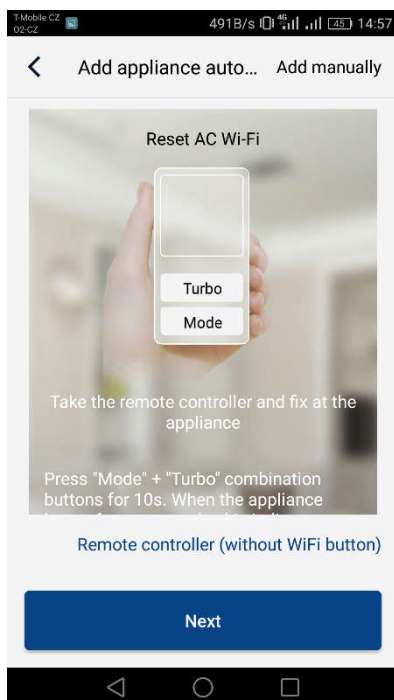 T-Mobile CZ
O2-CZ
491B/s 4G 45 14:57
Add appliance auto... Add manually
Reset AC Wi-Fi
Turbo
Mode
Take the remote controller and fix at the
appliance
Press "Mode" + "Turbo" combination
buttons for 10s. When the appliance
Remote controller (without WiFi button)
Next